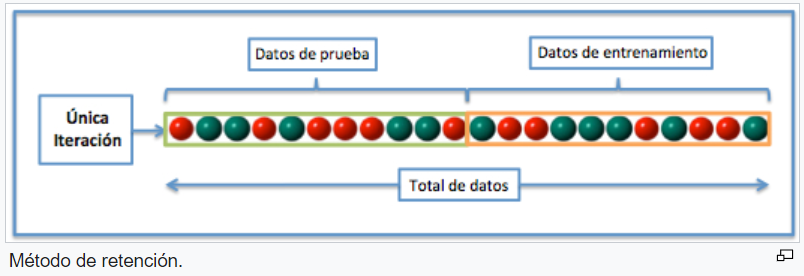 Datos de prueba
Datos de entrenamiento
Única
Iteración
Total de datos
Método de retención.